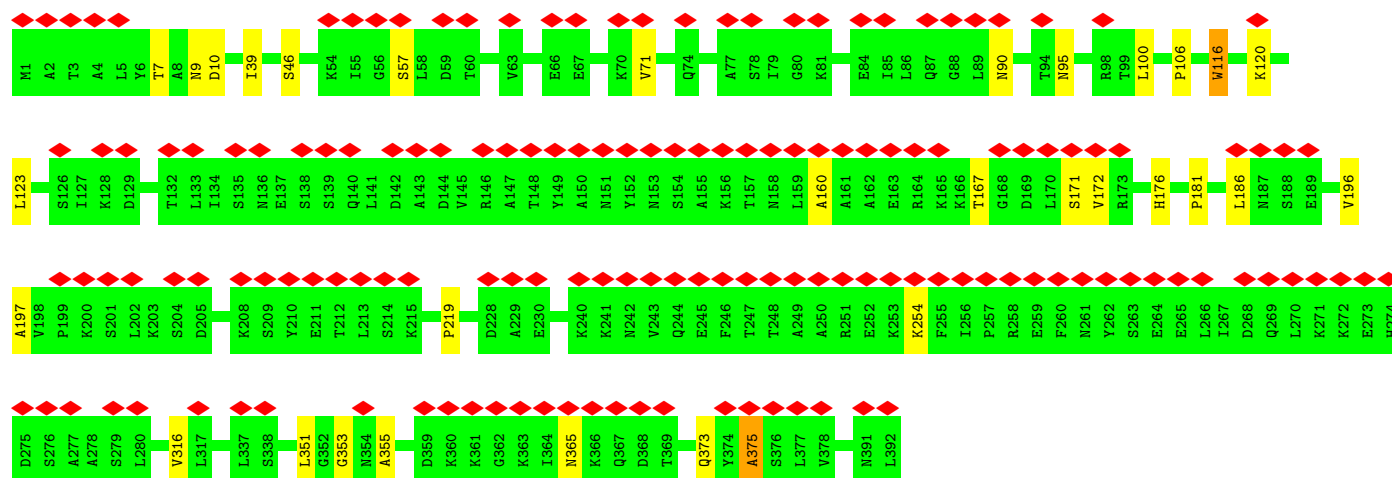 M1 A2 T3 A4 L5 Y6 T7 A8 N9 D10 I39 S46 K54 I55 G56 S57 L58 D59 T60 V63 E66 E67 K70 V71 Q74 A77 S78 I79 G80 K81 E84 I85 L86 Q87 G88 L89 N90 T94 N95 R98 T99 L100 P106 W116 K120
L123 S126 I127 K128 D129 T132 L133 I134 S135 N136 E137 S138 S139 Q140 L141 D142 A143 D144 V145 R146 A147 T148 Y149 A150 N151 Y152 N153 S154 A155 K156 T157 N158 L159 A160 A161 A162 E163 R164 K165 K166 T167 G168 D169 L170 S171 V172 R173 H176 P181 L186 N187 S188 E189 V196
A197 V198 P199 K200 S201 L202 K203 S204 D205 K208 S209 Y210 E211 T212 L213 S214 K215 P219 D228 A229 E230 K240 K241 N242 V243 Q244 E245 F246 T247 T248 A249 A250 R251 E252 K253 K254 F255 I256 P257 R258 E259 F260 N261 Y262 S263 E264 E265 L266 I267 D268 Q269 L270 K271 K272 E273 H274
D275 S276 A277 A278 S279 L280 V316 L317 L337 S338 L351 G352 G353 N354 A355 D359 K360 K361 G362 K363 I364 N365 K366 Q367 D368 T369 Q373 Y374 A375 S376 L377 V378 N391 L392